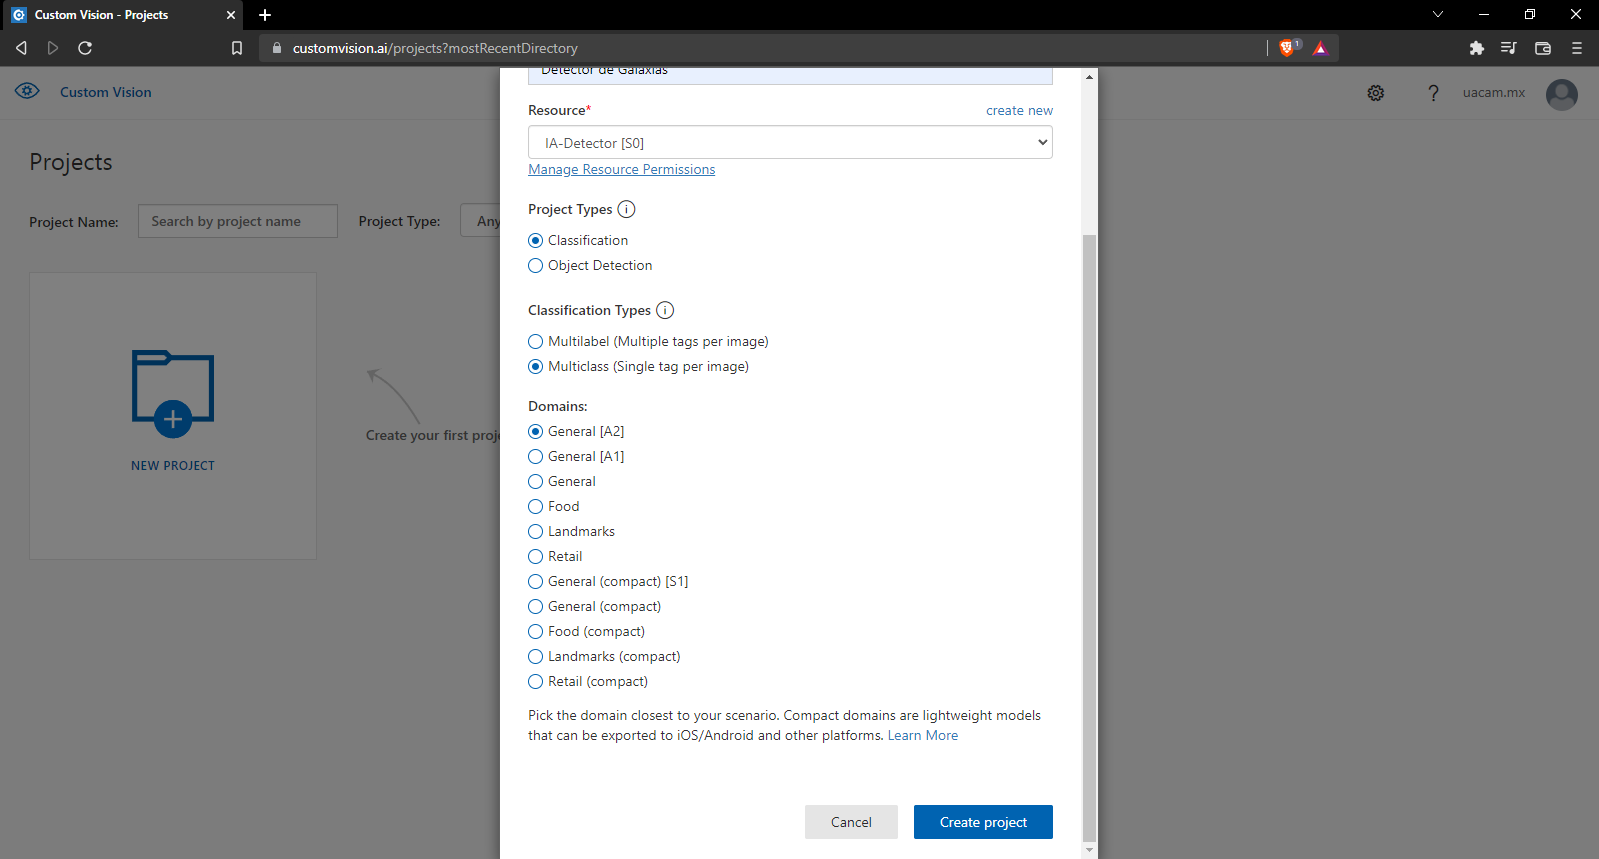 Custom Vision - Projects
customvision.ai/projects?mostRecentDirectory
1
Custom Vision
uacam.mx
Projects
Project Name:
Search by project name
Project Type:
Any
NEW PROJECT
Create your first proje
Detector de Galaxias
Resource*
create new
IA-Detector [S0]
Manage Resource Permissions
Project Types
Classification
Object Detection
Classification Types
Multilabel (Multiple tags per image)
Multiclass (Single tag per image)
Domains:
General [A2]
General [A1]
General
Food
Landmarks
Retail
General (compact) [S1]
General (compact)
Food (compact)
Landmarks (compact)
Retail (compact)
Pick the domain closest to your scenario. Compact domains are lightweight models
that can be exported to iOS/Android and other platforms. Learn More
Cancel
Create project